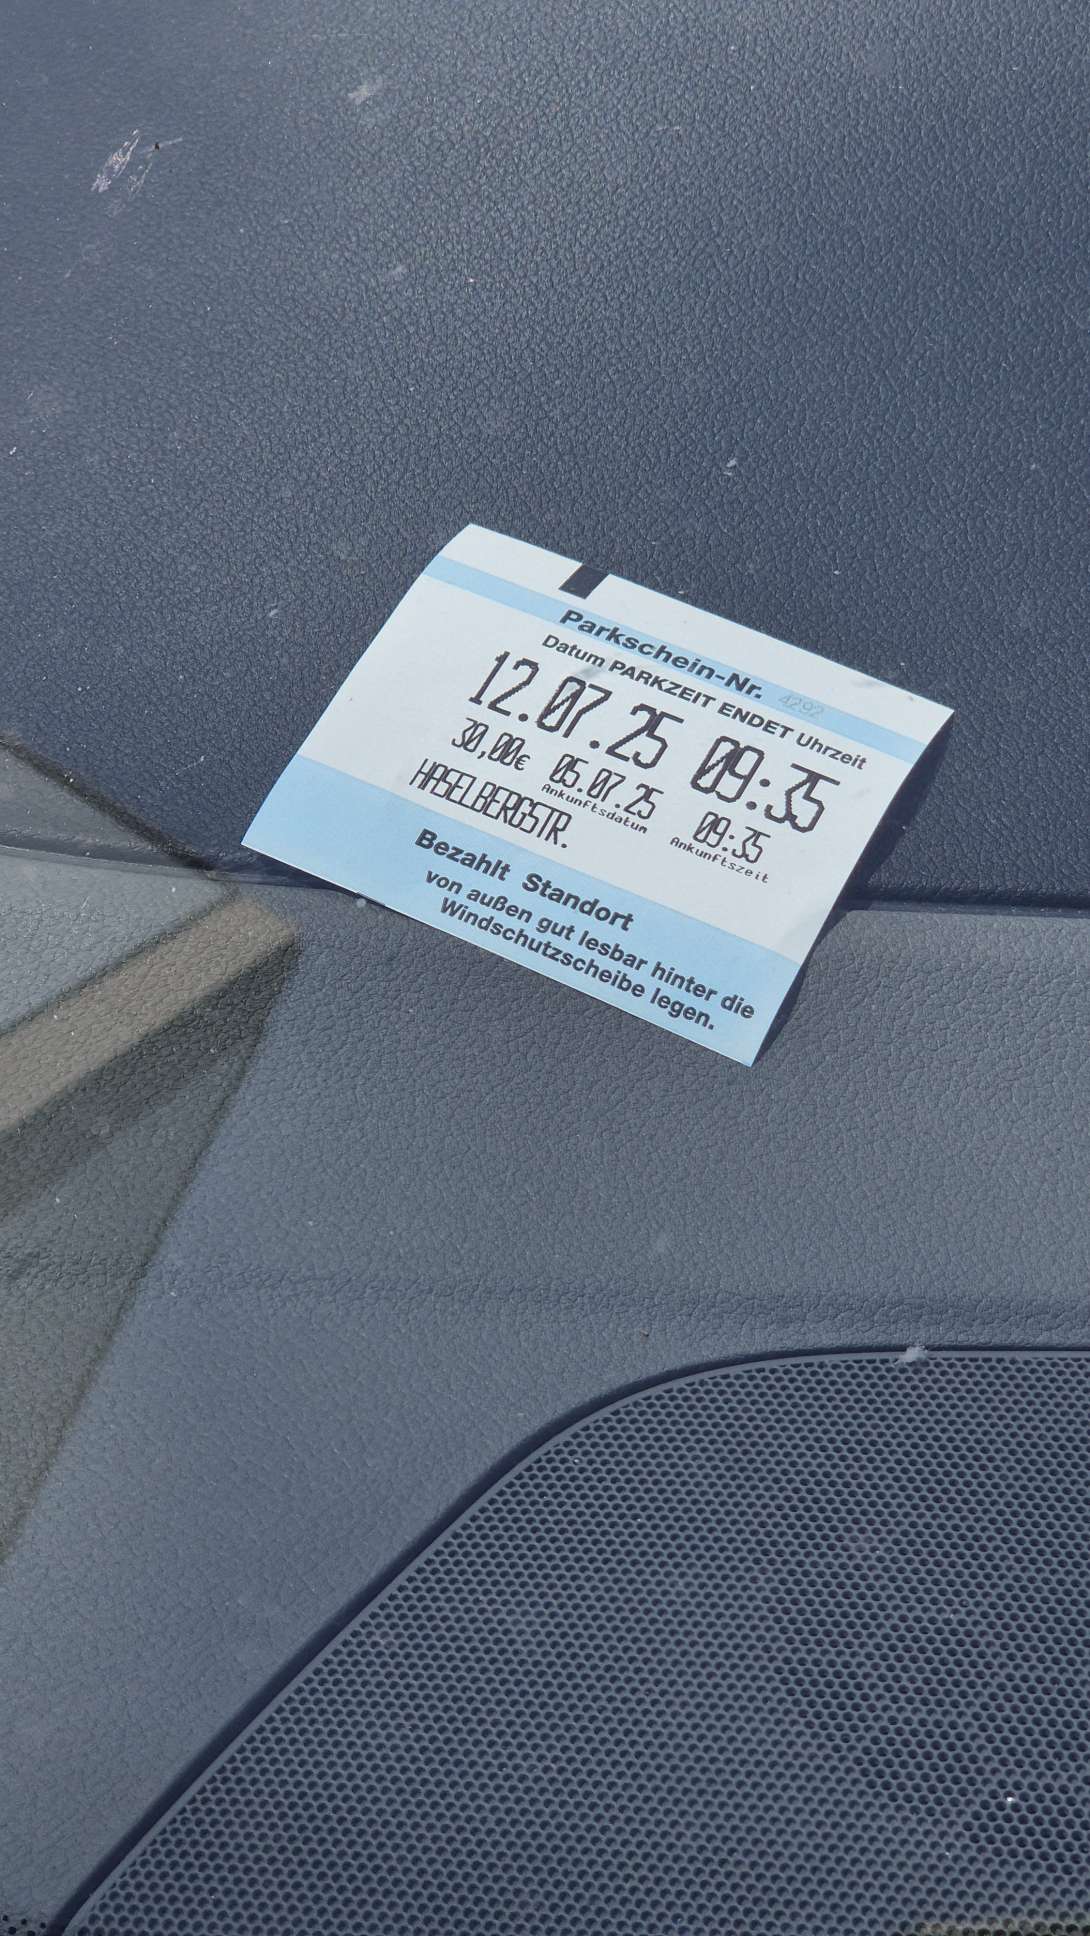 Parkschein-Nr. 4292
Datum PARKZEIT ENDET Uhrzeit
12.07.25 09:35
30,00€ 05.07.25 09:35
Ankunftsdatum Ankunftszeit
HASELBERGSTR.
Bezahlt Standort
von außen gut lesbar hinter die
Windschutzscheibe legen.